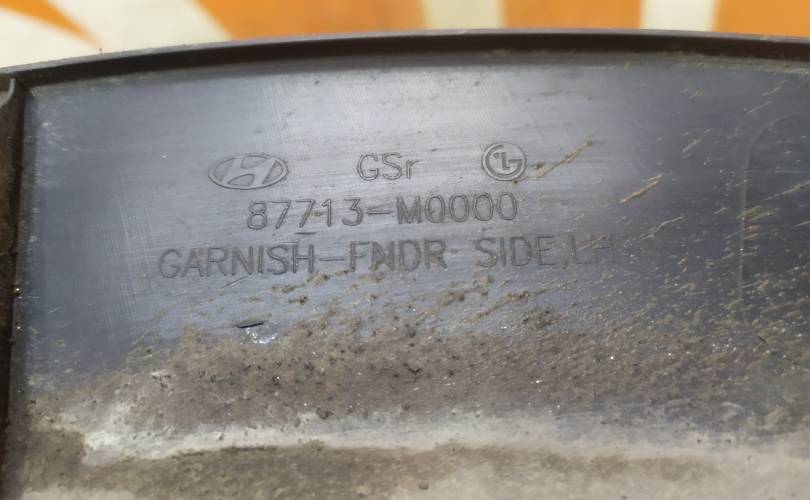 GSr
87713-M0000
GARNISH-FNDR SIDE,LH